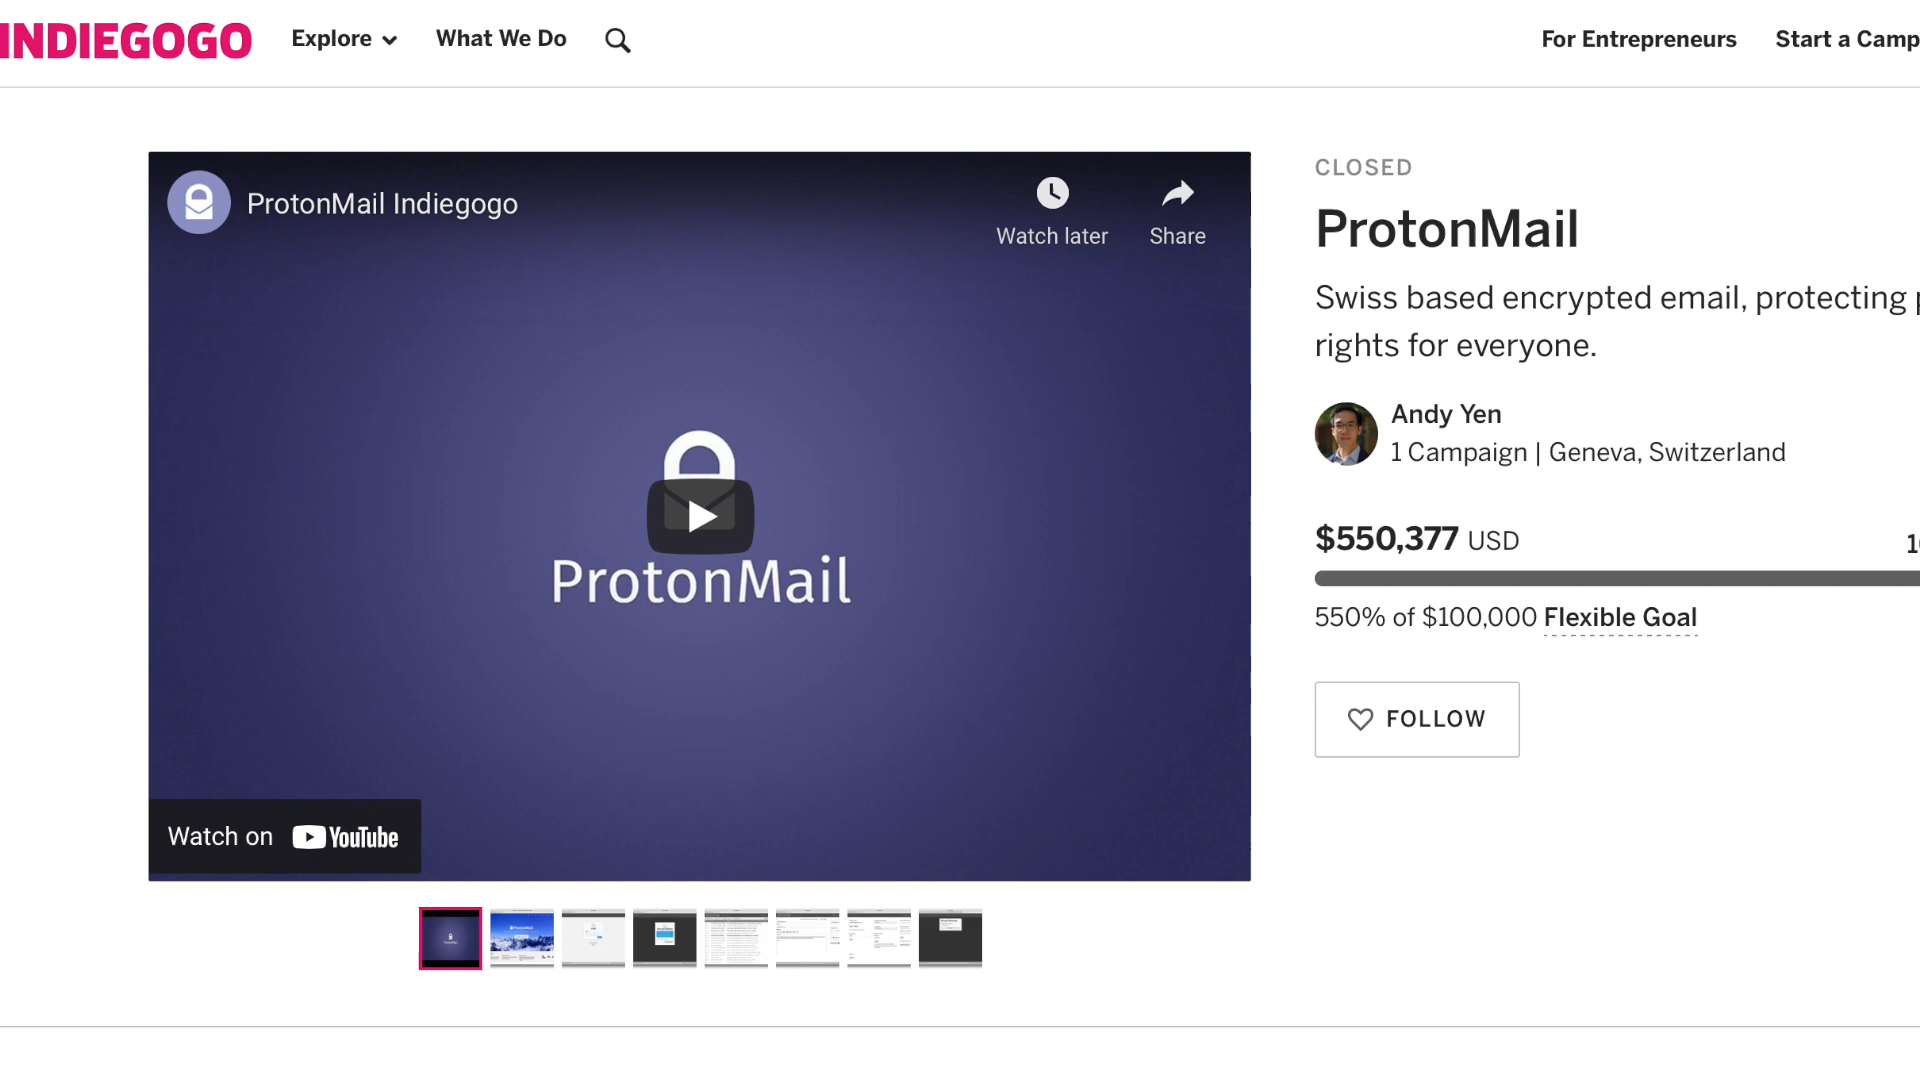 INDIEGOGO Explore What We Do For Entrepreneurs Start a Camp
ProtonMail Indiegogo
Watch later Share
ProtonMail
Watch on YouTube
CLOSED
ProtonMail
Swiss based encrypted email, protecting
rights for everyone.
Andy Yen
1 Campaign | Geneva, Switzerland
$550,377 USD
550% of $100,000 Flexible Goal
FOLLOW